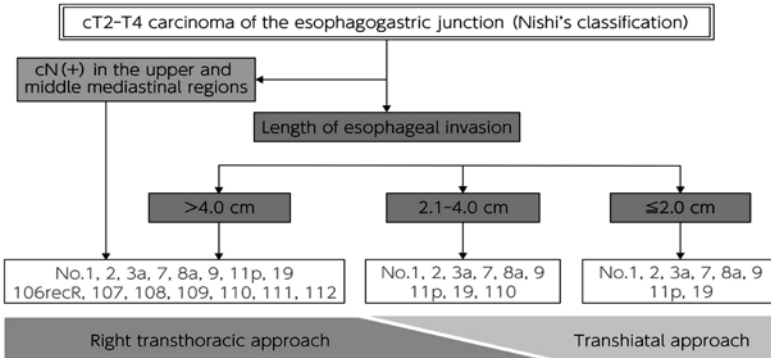 cT2-T4 carcinoma of the esophagogastric junction (Nishi's classification)
cN(+) in the upper and
middle mediastinal regions
Length of esophageal invasion
>4.0 cm
2.1-4.0 cm
≦2.0 cm
No.1, 2, 3a, 7, 8a, 9, 11p, 19
106recR, 107, 108, 109, 110, 111, 112
No.1, 2, 3a, 7, 8a, 9
11p, 19, 110
No.1, 2, 3a, 7, 8a, 9
11p, 19
Right transthoracic approach
Transhiatal approach